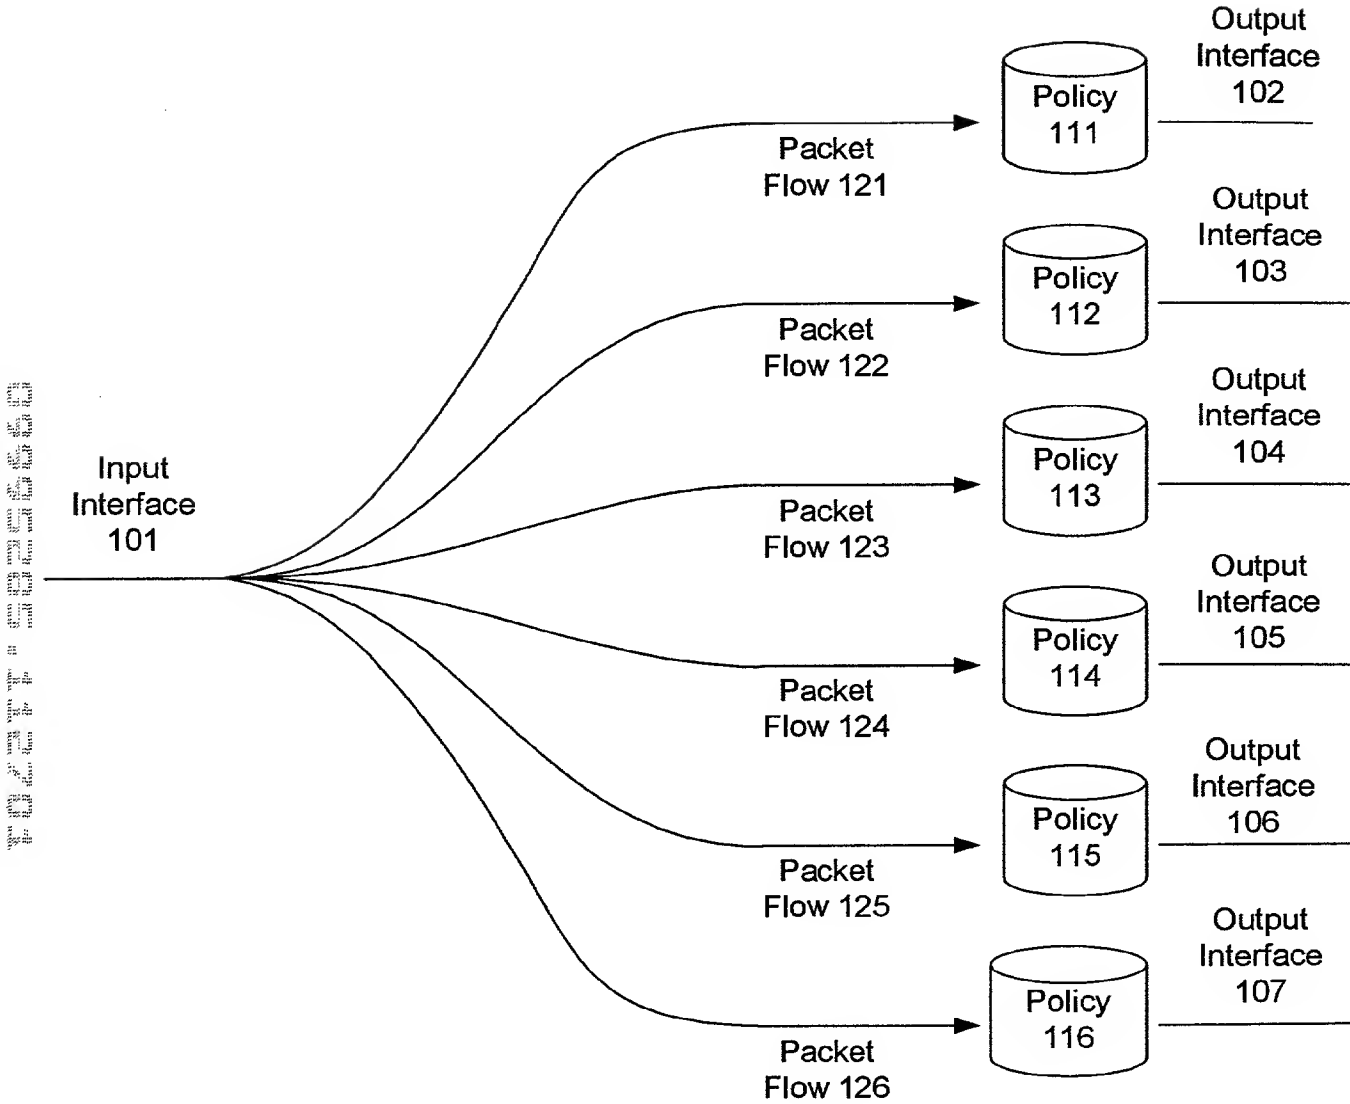 Output
Interface
102
Policy
111
Packet
Flow 121
Output
Interface
103
Policy
112
Packet
Flow 122
Output
Interface
104
Policy
113
Packet
Flow 123
Input
Interface
101
Output
Interface
105
Policy
114
Packet
Flow 124
Output
Interface
106
Policy
115
Packet
Flow 125
Output
Interface
107
Policy
116
Packet
Flow 126